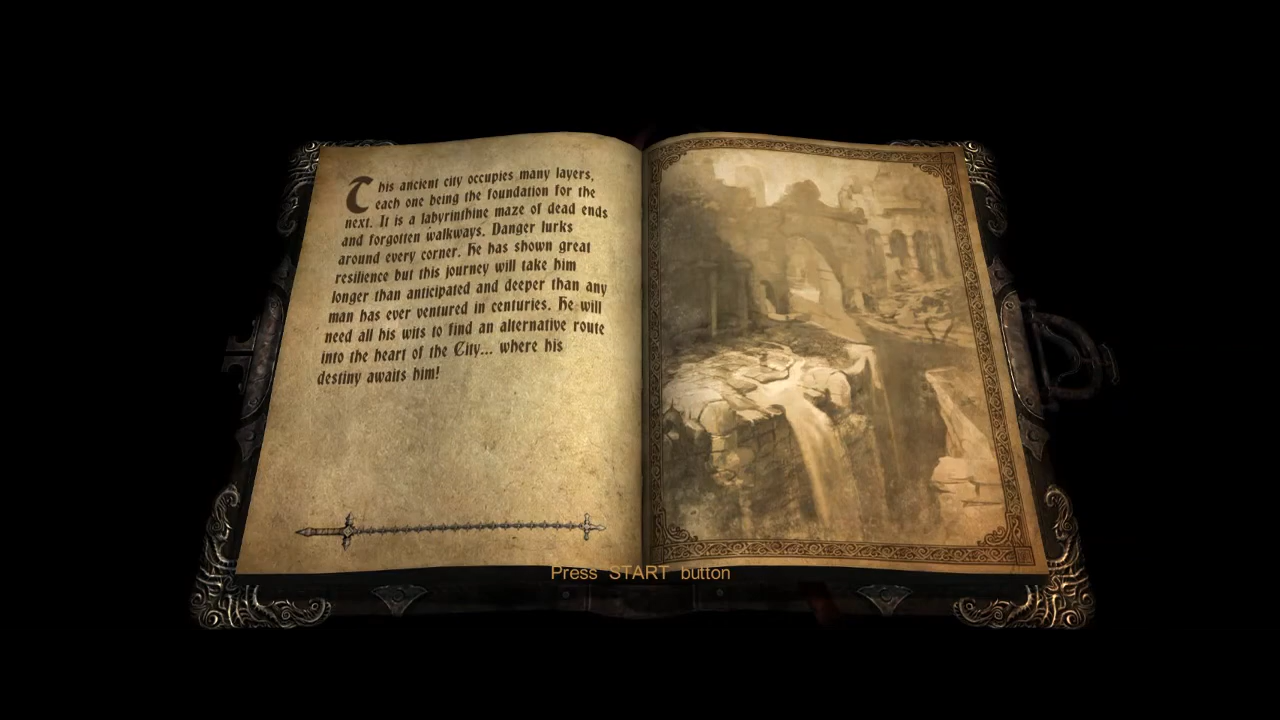 This ancient city occupies many layers,
each one being the foundation for the
next. It is a labyrinthine maze of dead ends
and forgotten walkways. Danger lurks
around every corner. He has shown great
resilience but this journey will take him
longer than anticipated and deeper than any
man has ever ventured in centuries. He will
need all his wits to find an alternative route
into the heart of the City... where his
destiny awaits him!
Press START button